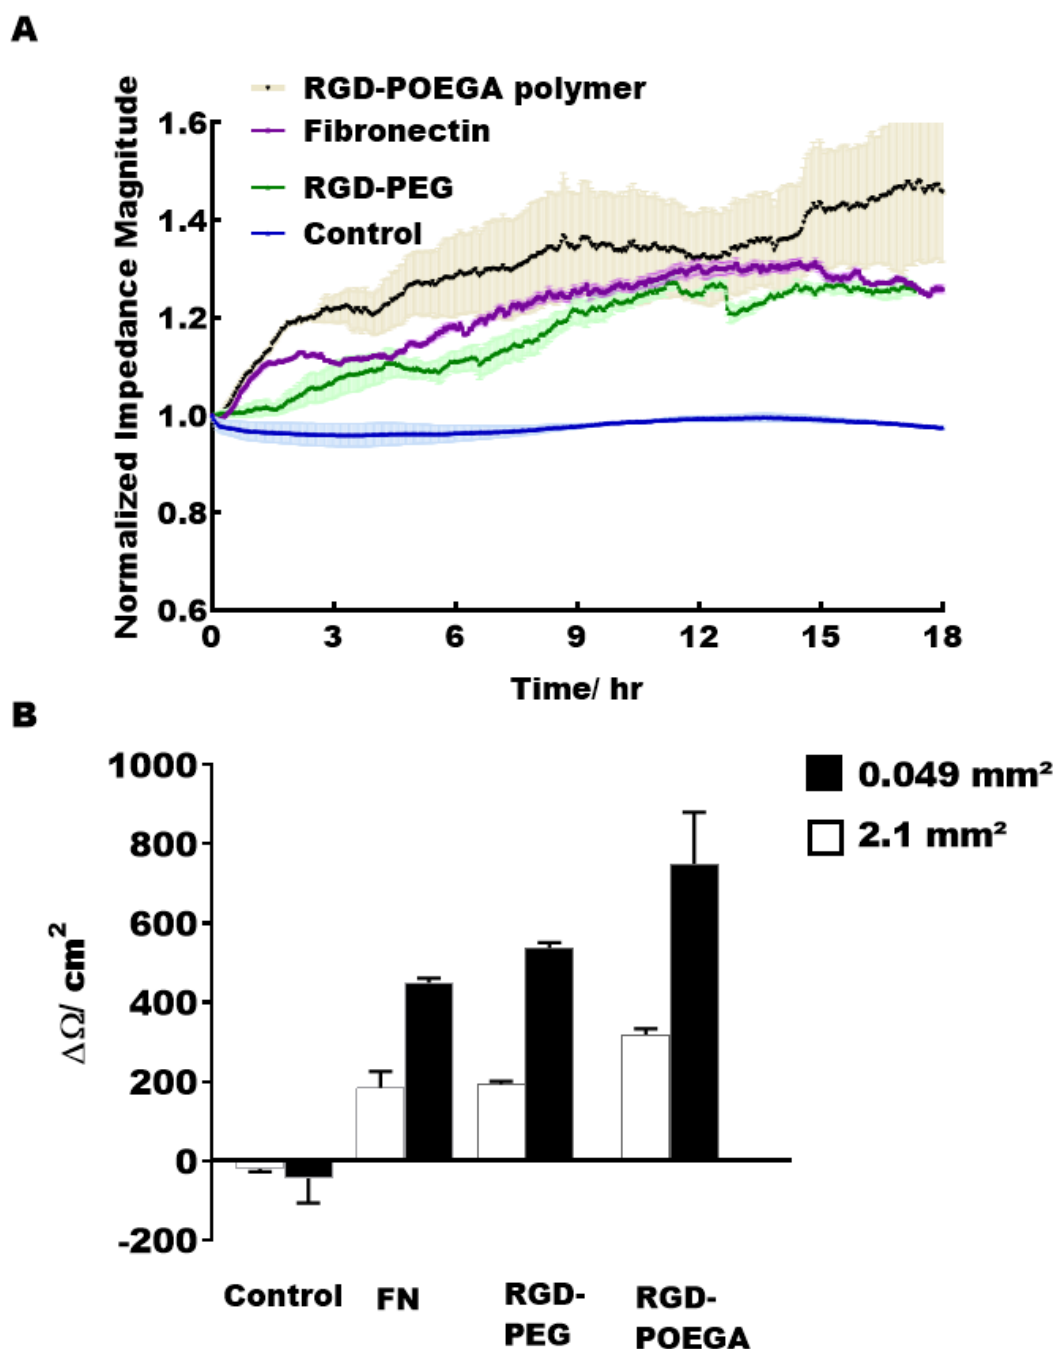 A
RGD-POEGA polymer
Fibronectin
RGD-PEG
Control
Normalized Impedance Magnitude
1.6
1.4
1.2
1.0
0.8
0.6
0 3 6 9 12 15 18
Time/ hr
B
0.049 mm²
2.1 mm²
ΔΩ/ cm²
1000
800
600
400
200
0
-200
Control FN RGD- RGD-
PEG POEGA